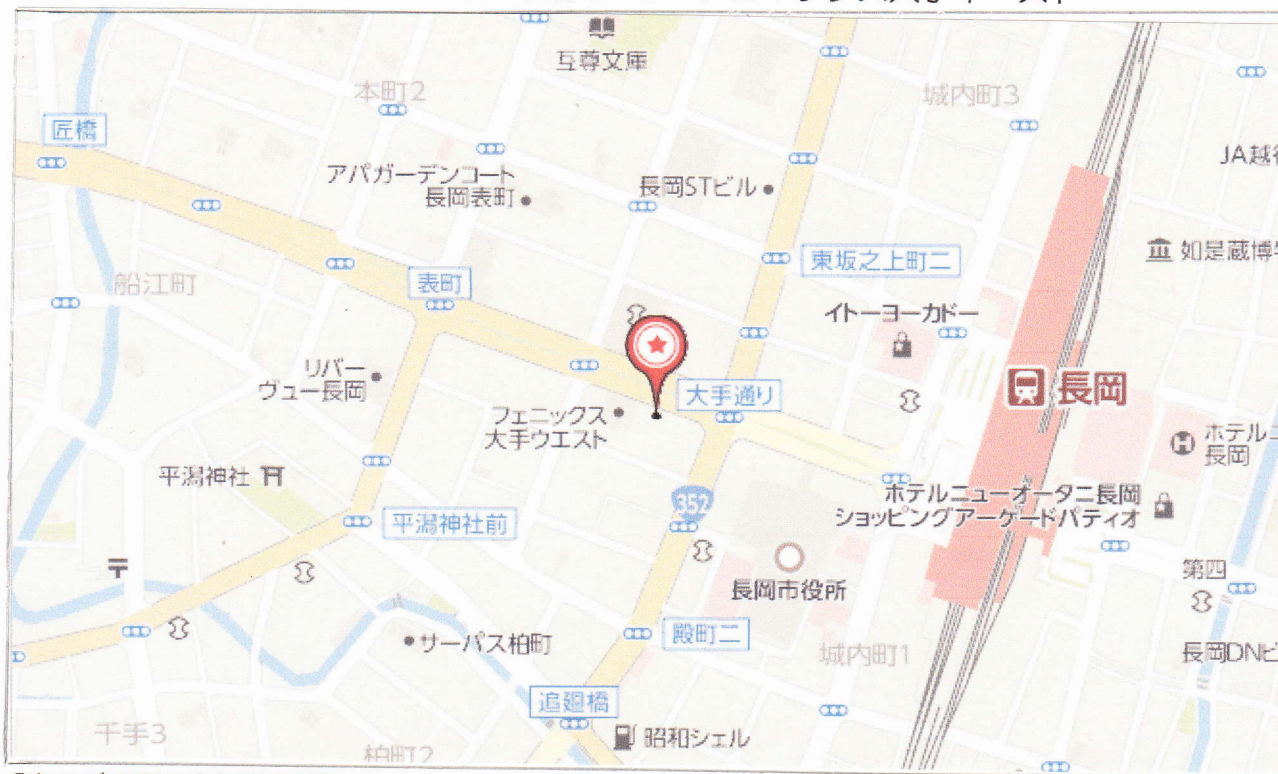 互尊文庫
本町2
城内町3
匠橋
JA越
アパガーデンコート
長岡表町
長岡STビル
如是蔵博
東坂之上町二
船江町
表町
イトーヨーカドー
リバー
ヴュー長岡
大手通り
長岡
フェニックス
大手ウエスト
ホテルニ
長岡
平潟神社
ホテルニューオータニ長岡
ショッピングアーケードパティオ
352
平潟神社前
第四
長岡市役所
殿町二
サーパス柏町
城内町1
長岡DNビ
追廻橋
千手3
昭和シェル
柏町2